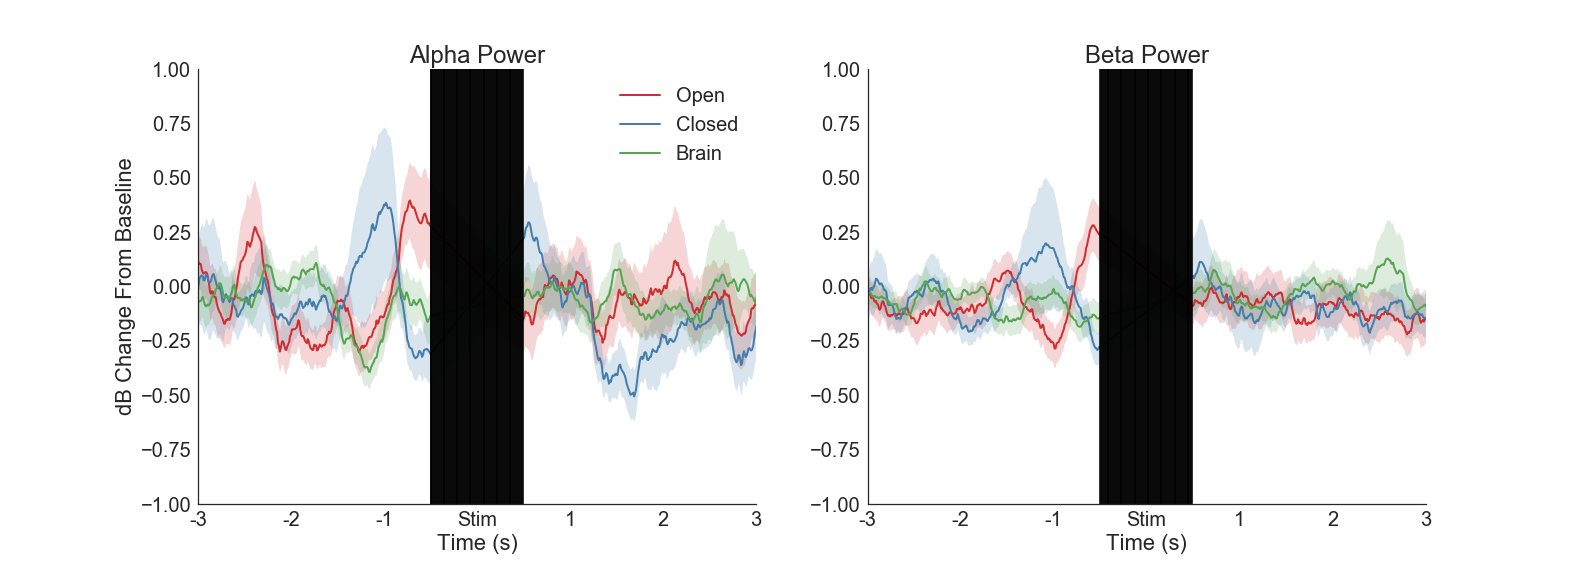 Alpha Power
1.00
0.75
0.50
0.25
0.00
−0.25
−0.50
−0.75
−1.00
dB Change From Baseline
Open
Closed
Brain
-3 -2 -1 Stim 1 2 3
Time (s)
Beta Power
1.00
0.75
0.50
0.25
0.00
−0.25
−0.50
−0.75
−1.00
-3 -2 -1 Stim 1 2 3
Time (s)